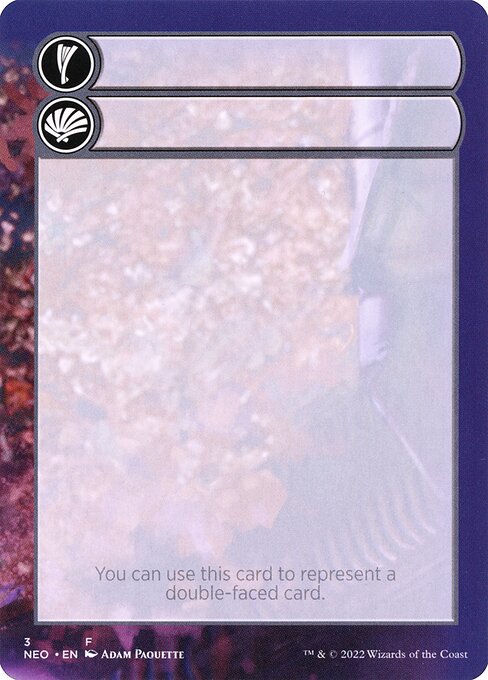 You can use this card to represent a
double-faced card.
3 F
NEO • EN Adam Paquette ™ & © 2022 Wizards of the Coast